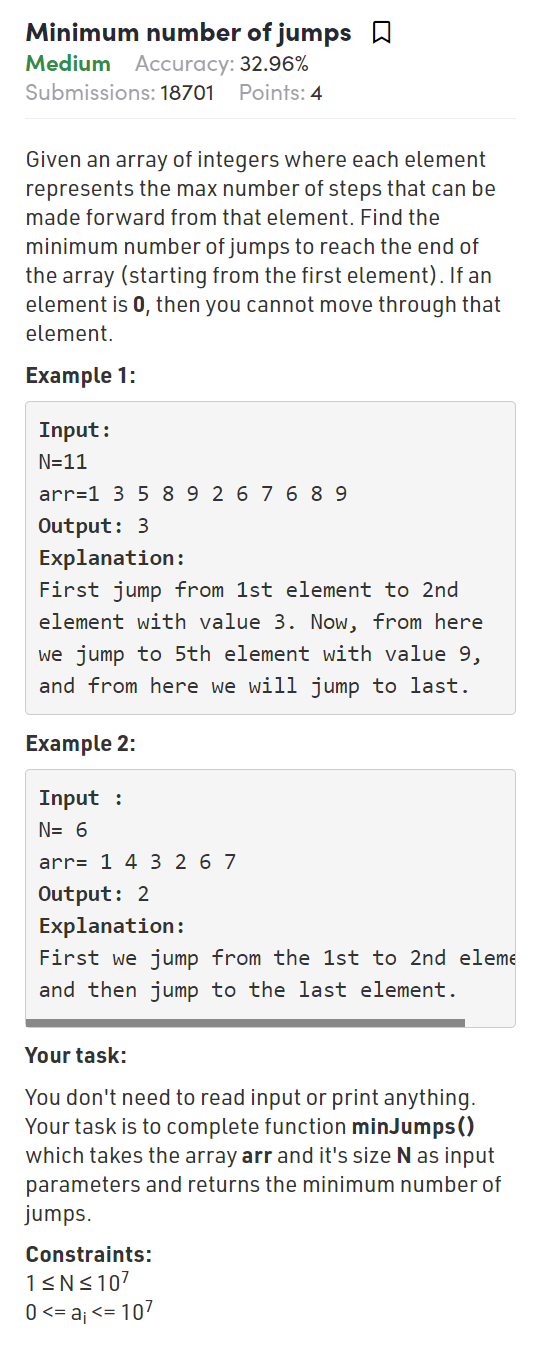 Minimum number of jumps
Medium Accuracy: 32.96%
Submissions: 18701 Points: 4
Given an array of integers where each element
represents the max number of steps that can be
made forward from that element. Find the
minimum number of jumps to reach the end of
the array (starting from the first element). If an
element is 0, then you cannot move through that
element.
Example 1:
Input:
N=11
arr=1 3 5 8 9 2 6 7 6 8 9
Output: 3
Explanation:
First jump from 1st element to 2nd
element with value 3. Now, from here
we jump to 5th element with value 9,
and from here we will jump to last.
Example 2:
Input :
N= 6
arr= 1 4 3 2 6 7
Output: 2
Explanation:
First we jump from the 1st to 2nd eleme
and then jump to the last element.
Your task:
You don't need to read input or print anything.
Your task is to complete function minJumps()
which takes the array arr and it's size N as input
parameters and returns the minimum number of
jumps.
Constraints:
1 ≤ N ≤ 10⁷
0 <= aᵢ <= 10⁷